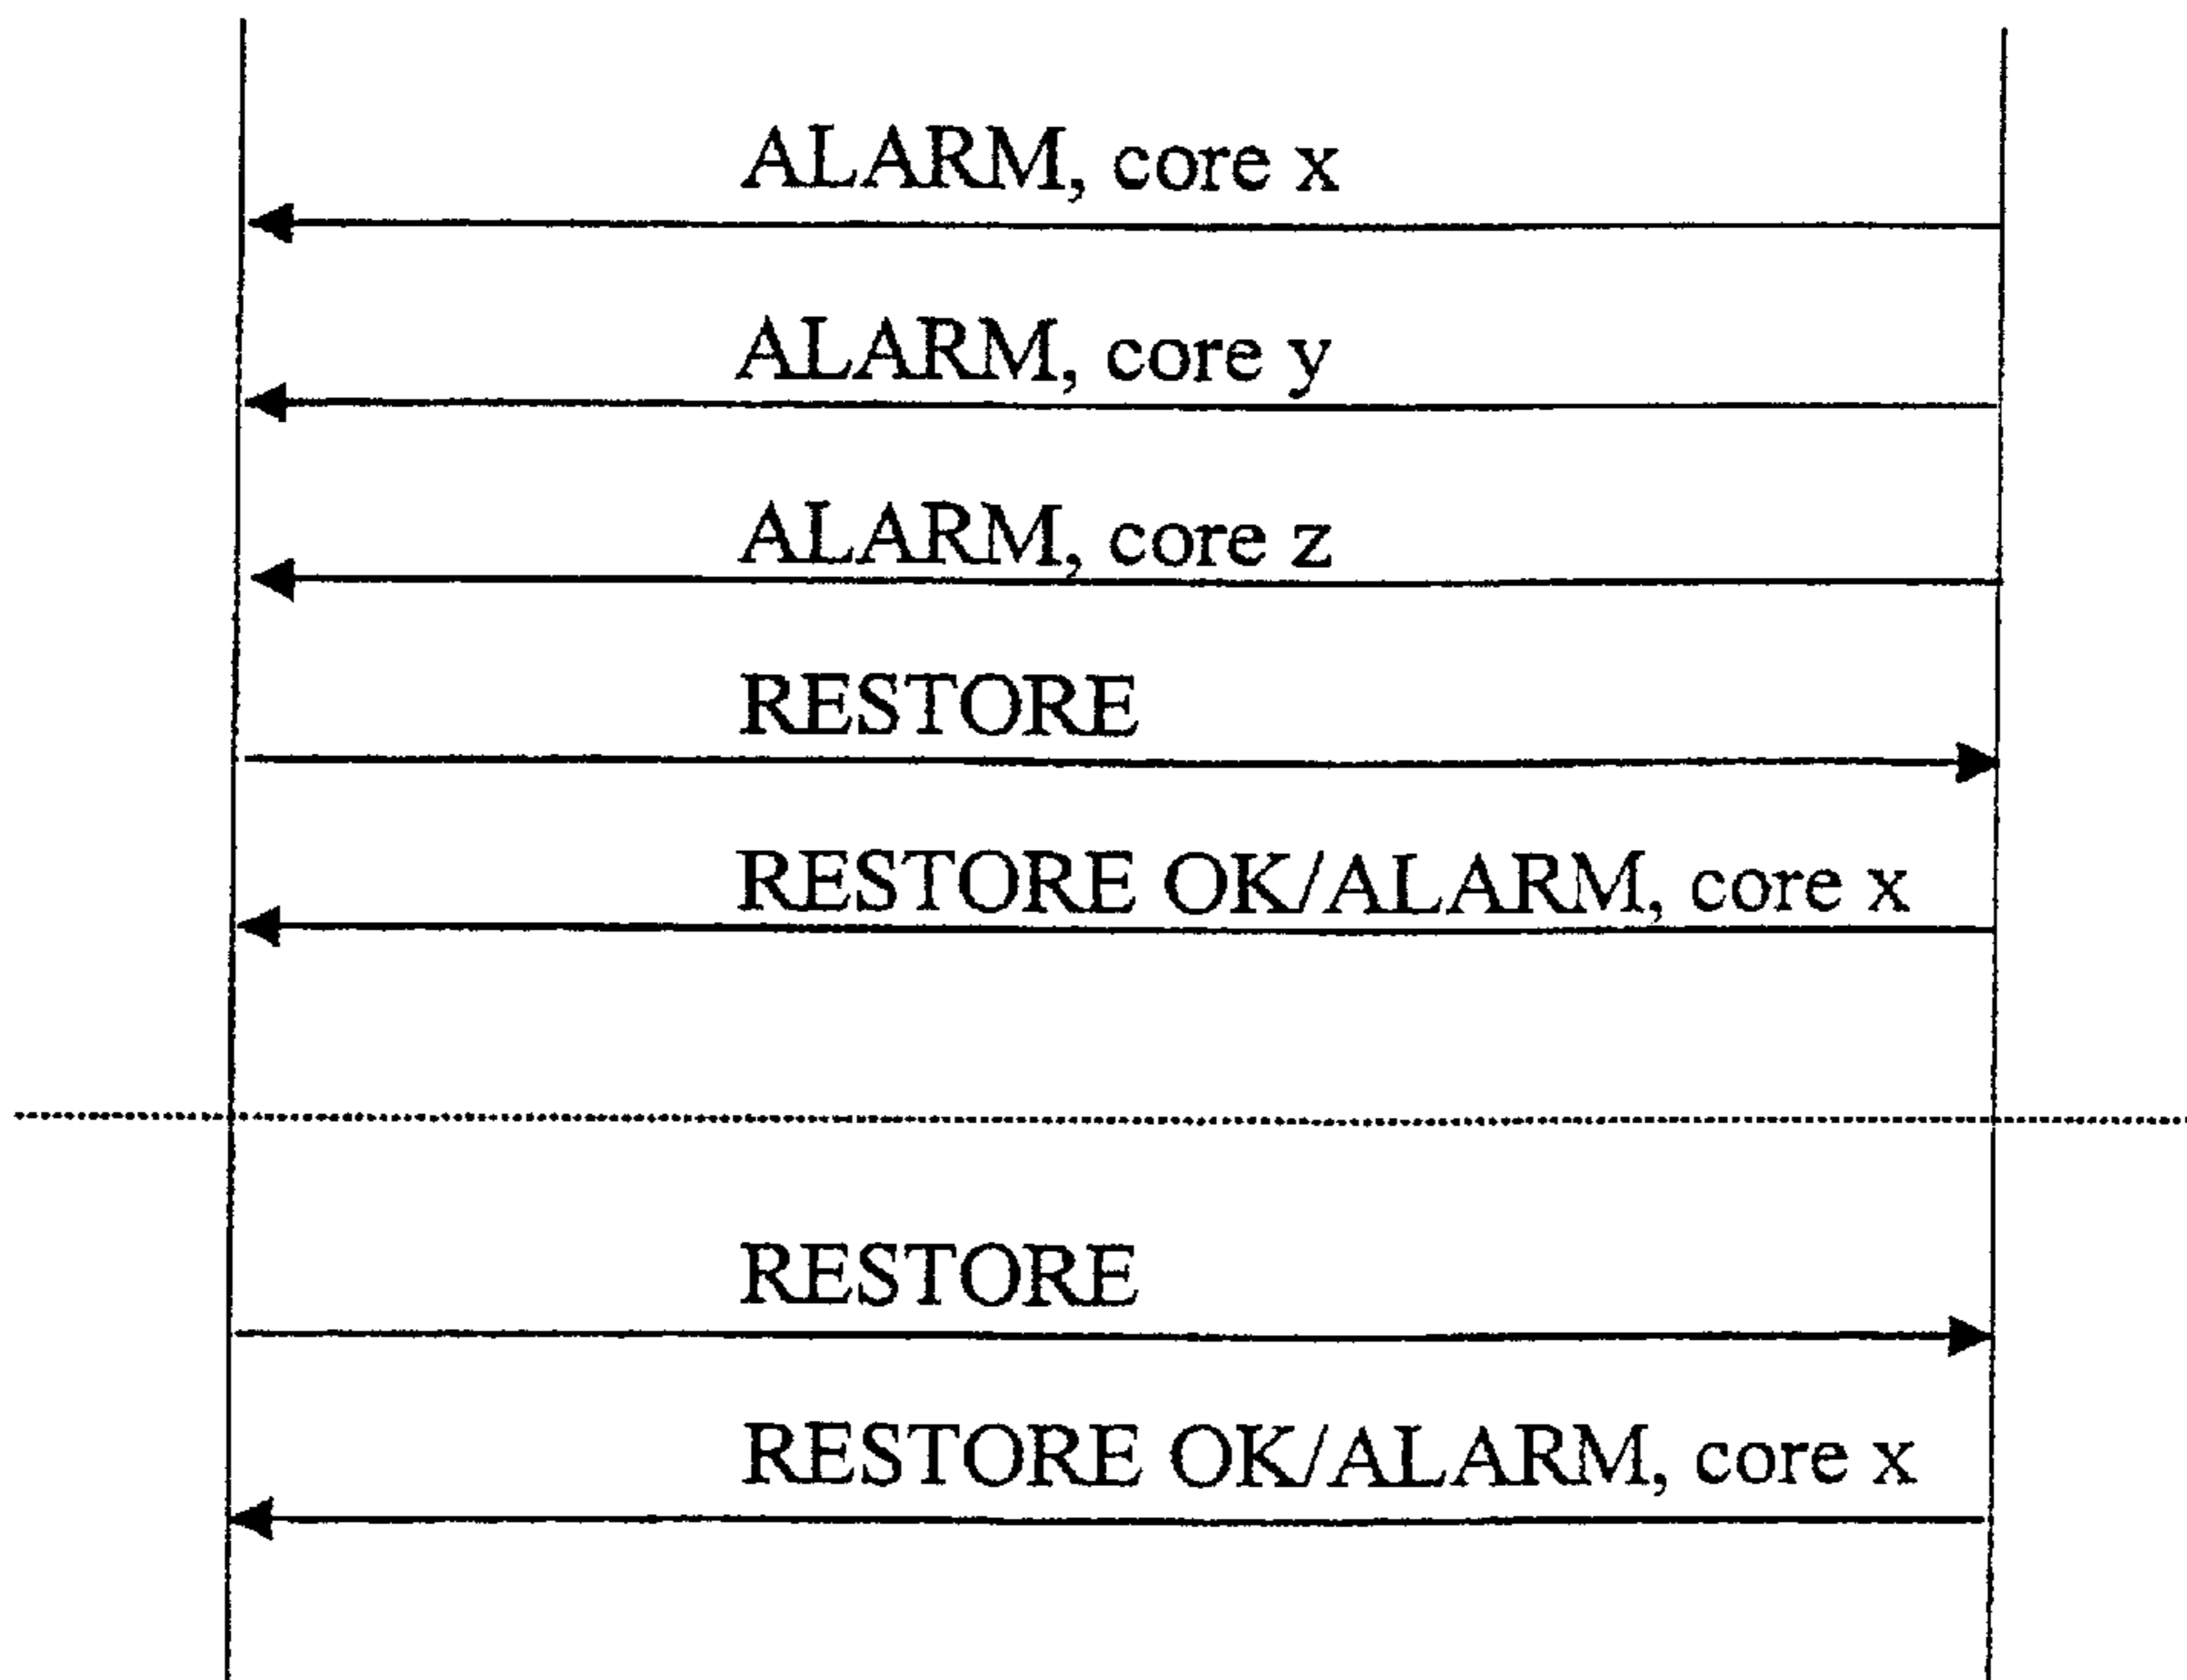 ALARM, core x
ALARM, core y
ALARM, core z
RESTORE
RESTORE OK/ALARM, core x
RESTORE
RESTORE OK/ALARM, core x